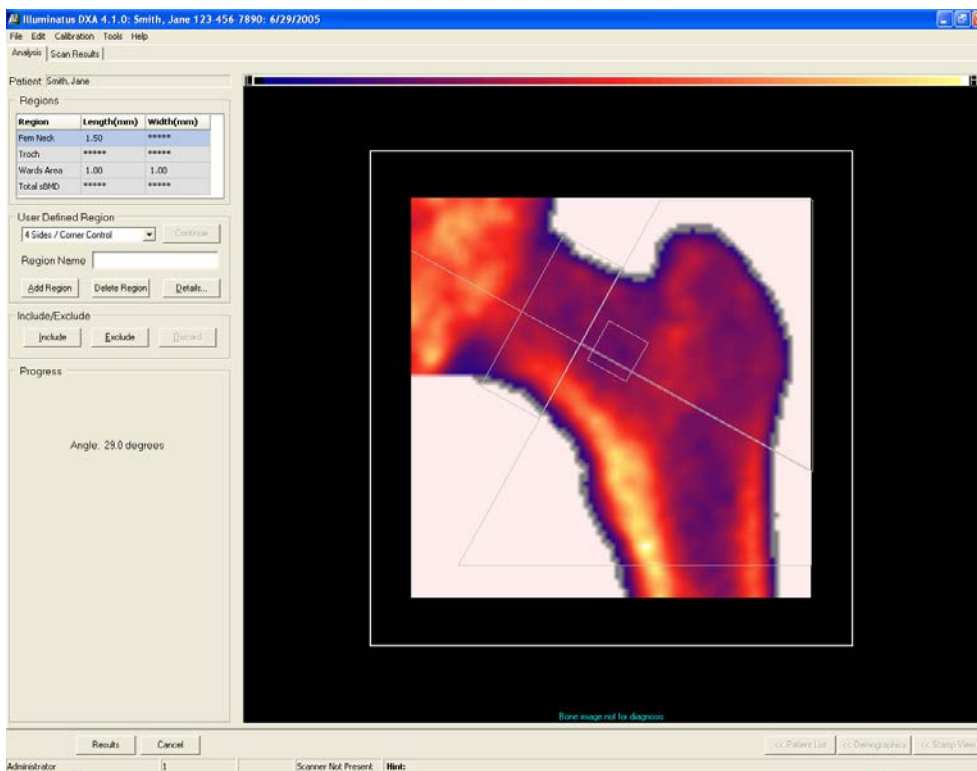 Illuminatus DXA 4.1.0: Smith, Jane 123-456-7890: 6/29/2005
File Edit Calibration Tools Help
Analysis Scan Results
Patient: Smith, Jane
Regions
Region Length(mm) Width(mm)
Fem Neck 1.50 *****
Troch ***** *****
Wards Area 1.00 1.00
Total sBMD ***** *****
User Defined Region
4 Sides / Corner Control Continue
Region Name
Add Region Delete Region Details...
Include/Exclude
Include Exclude Discard
Progress
Angle: 29.0 degrees
Bone image not for diagnosis
Results Cancel << Patient List << Demographics << Stamp View
Administrator 1 Scanner Not Present Hint: